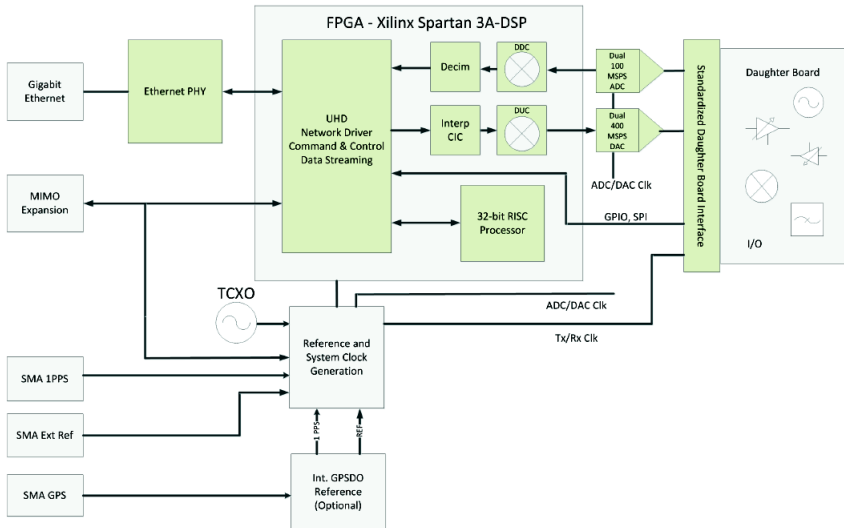 FPGA - Xilinx Spartan 3A-DSP
Gigabit
Ethernet
Ethernet PHY
UHD
Network Driver
Command & Control
Data Streaming
Decim
DDC
Dual
100
MSPS
ADC
Interp
CIC
DUC
Dual
400
MSPS
DAC
ADC/DAC Clk
Standardized Daughter Board Interface
Daughter Board
I/O
MIMO
Expansion
32-bit RISC
Processor
GPIO, SPI
TCXO
ADC/DAC Clk
Tx/Rx Clk
Reference and
System Clock
Generation
SMA 1PPS
SMA Ext Ref
1 PPS
REF
SMA GPS
Int. GPSDO
Reference
(Optional)